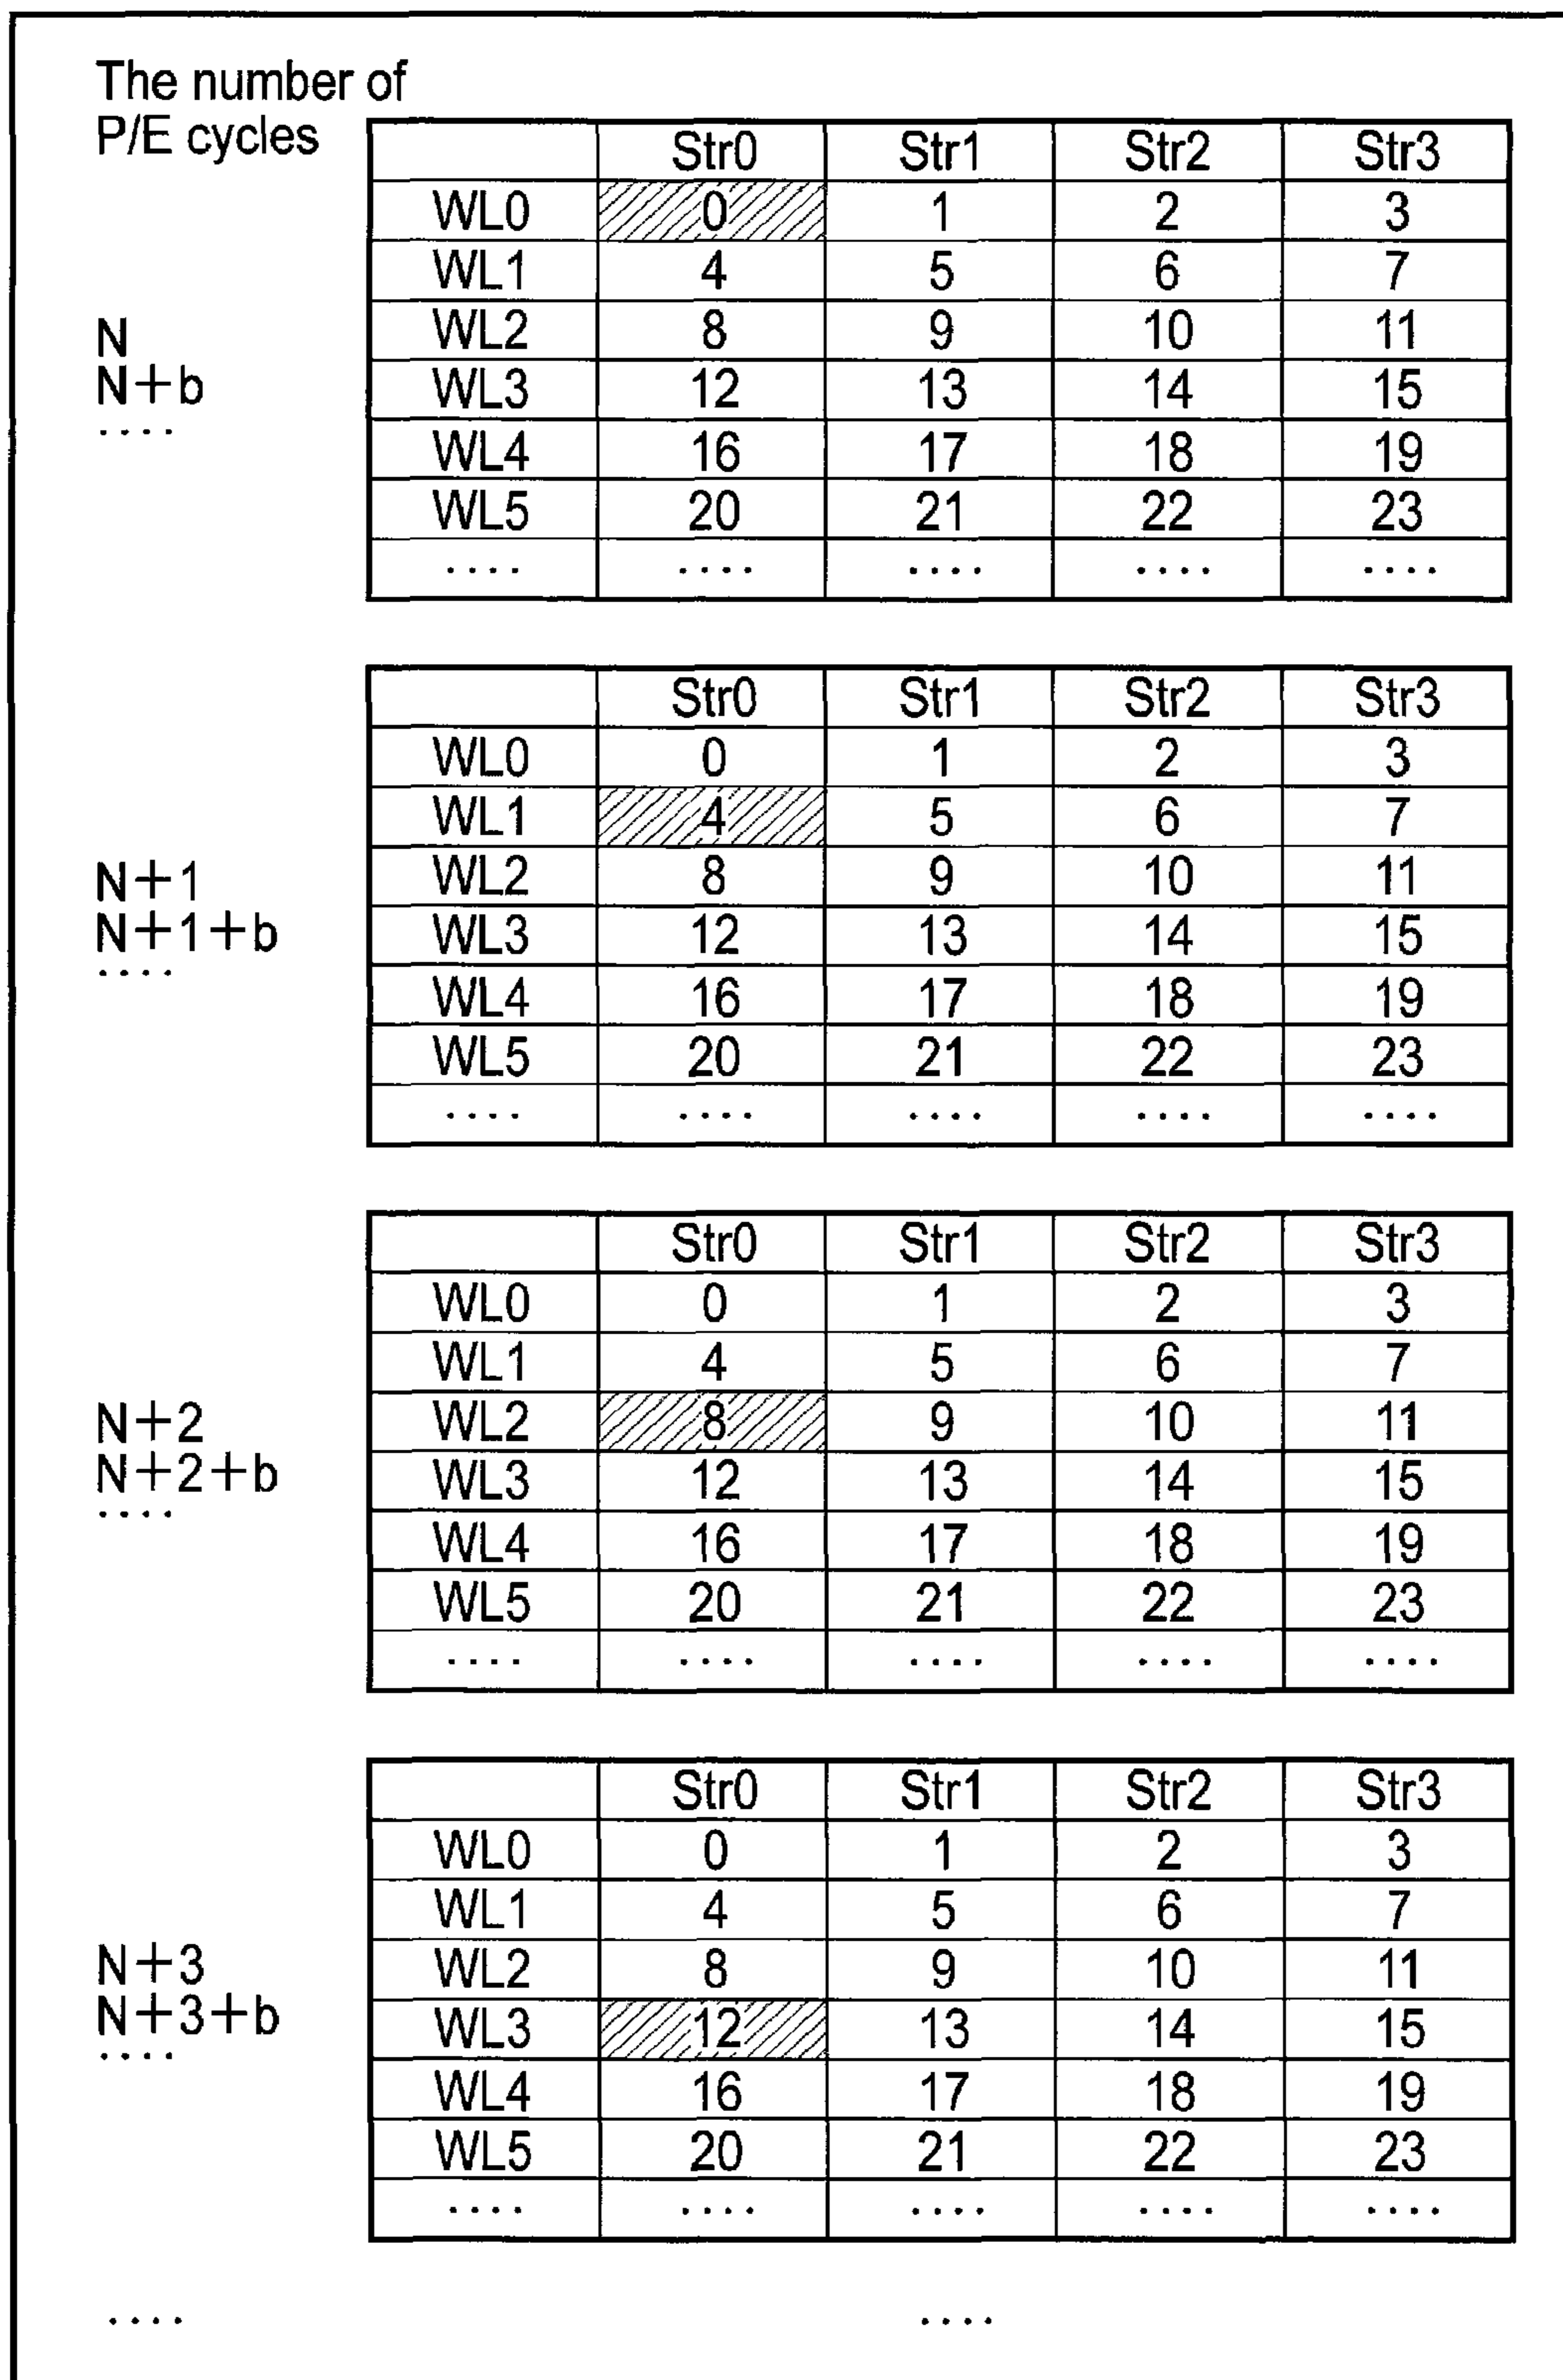 The number of
P/E cycles
Str0 Str1 Str2 Str3
WL0 0 1 2 3
WL1 4 5 6 7
N
WL2 8 9 10 11
N+b
WL3 12 13 14 15
....
WL4 16 17 18 19
WL5 20 21 22 23
.... .... .... .... ....
Str0 Str1 Str2 Str3
WL0 0 1 2 3
WL1 4 5 6 7
N+1
WL2 8 9 10 11
N+1+b
WL3 12 13 14 15
....
WL4 16 17 18 19
WL5 20 21 22 23
.... .... .... .... ....
Str0 Str1 Str2 Str3
WL0 0 1 2 3
WL1 4 5 6 7
N+2
WL2 8 9 10 11
N+2+b
WL3 12 13 14 15
....
WL4 16 17 18 19
WL5 20 21 22 23
.... .... .... .... ....
Str0 Str1 Str2 Str3
WL0 0 1 2 3
WL1 4 5 6 7
N+3
WL2 8 9 10 11
N+3+b
WL3 12 13 14 15
....
WL4 16 17 18 19
WL5 20 21 22 23
.... .... .... .... ....
.... ....